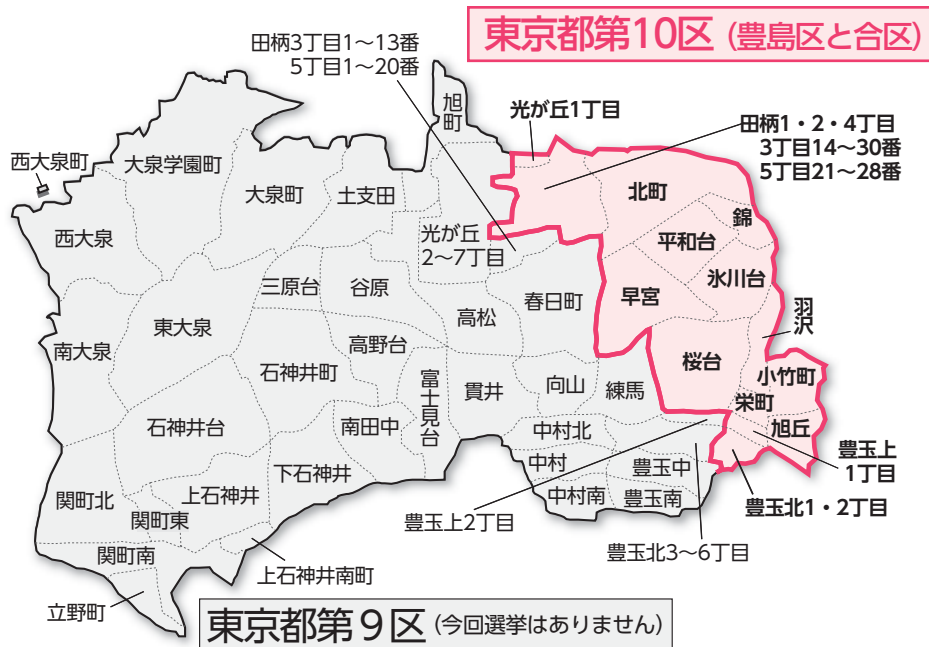 東京都第10区 (豊島区と合区)
田柄3丁目1〜13番
5丁目1〜20番
旭町
光が丘1丁目
田柄1・2・4丁目
3丁目14〜30番
5丁目21〜28番
西大泉町
大泉学園町
大泉町
土支田
北町
錦
西大泉
光が丘
2〜7丁目
平和台
氷川台
三原台
谷原
春日町
早宮
羽沢
南大泉
東大泉
高松
高野台
石神井町
富士見台
貫井
向山
練馬
桜台
小竹町
栄町
旭丘
石神井台
南田中
中村北
豊玉上
1丁目
関町北
上石神井
下石神井
中村
豊玉中
関町東
中村南
豊玉南
豊玉北1・2丁目
豊玉上2丁目
関町南
豊玉北3〜6丁目
上石神井南町
立野町
東京都第9区 (今回選挙はありません)